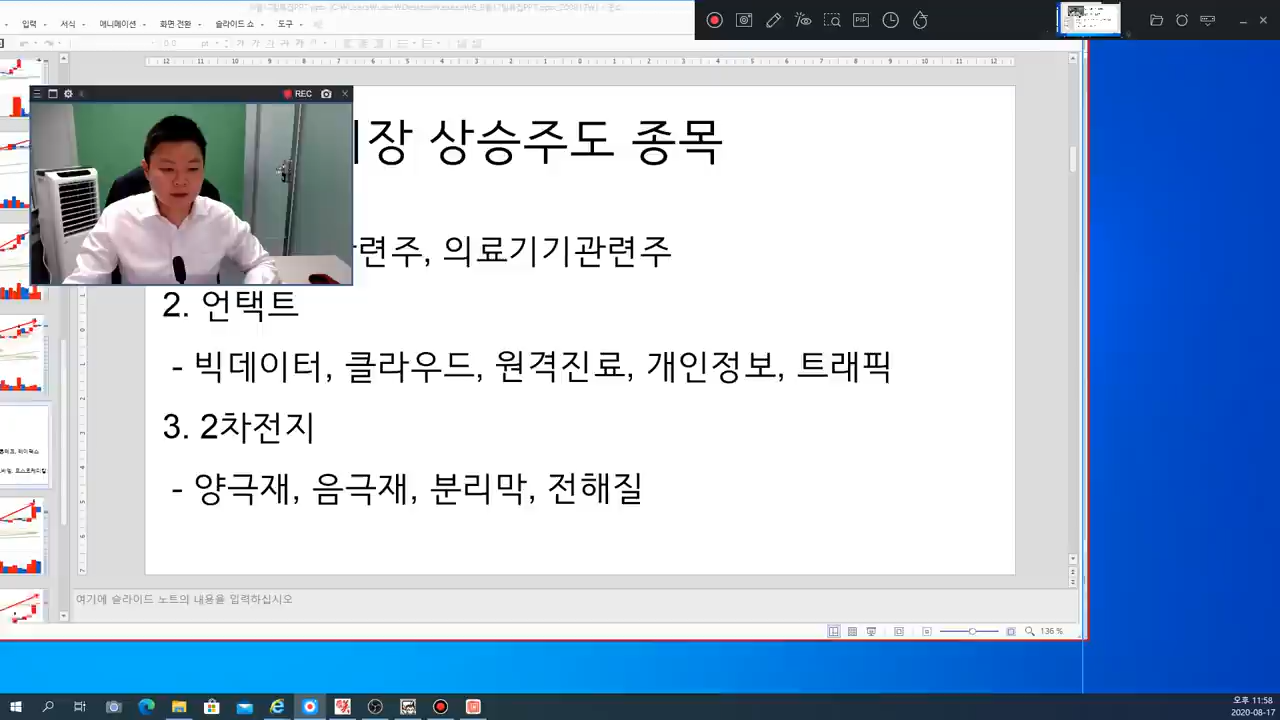 입력 서식 애니메이션 화면 전환 슬라이드 쇼 도구
PIP
REC
장 상승주도 종목
련주, 의료기기관련주
2. 언택트
- 빅데이터, 클라우드, 원격진료, 개인정보, 트래픽
3. 2차전지
- 양극재, 음극재, 분리막, 전해질
여기에 슬라이드 노트의 내용을 입력하십시오
136 %
오후 11:58
2020-08-17